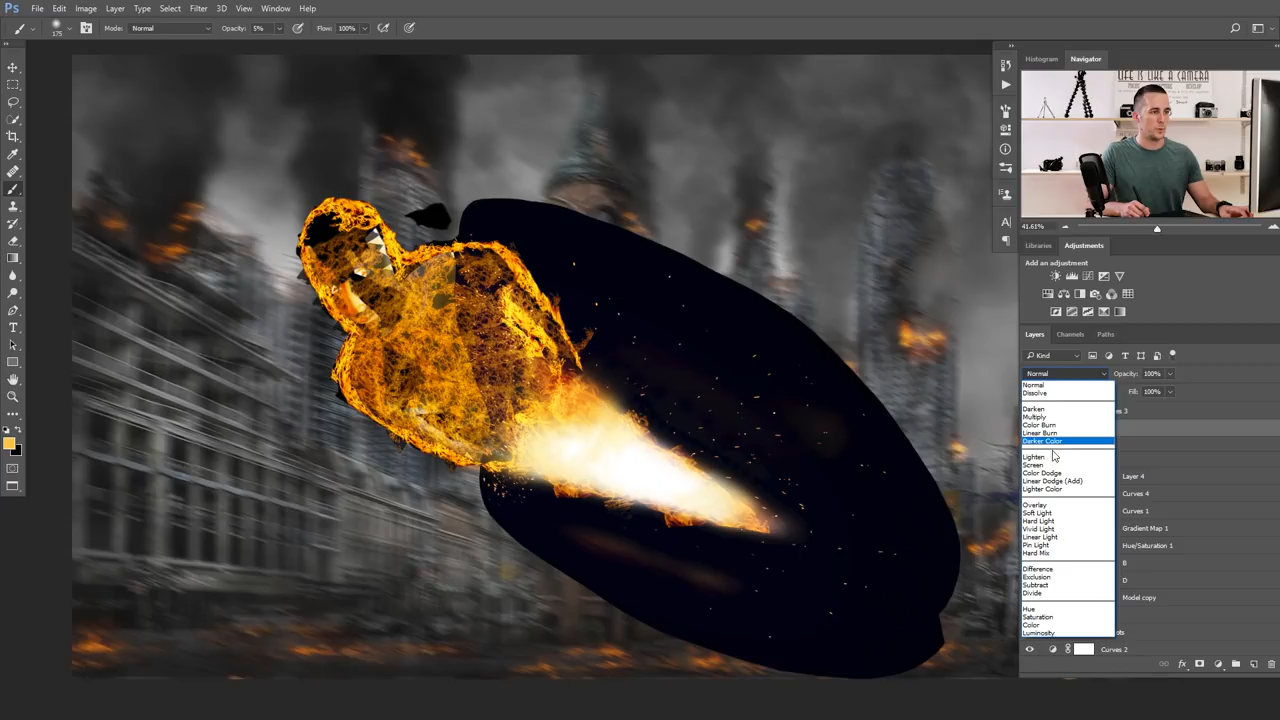 Ps File Edit Image Layer Type Select Filter 3D View Window Help
175 Mode: Normal Opacity: 5% Flow: 100%
Histogram Navigator
LIFE IS LIKE A CAMERA
41.61%
Libraries Adjustments
Add an adjustment
Layers Channels Paths
Kind
Normal Opacity: 100%
Fill: 100%
Normal
Dissolve
Darken
Multiply
Color Burn
Linear Burn
Darker Color
Lighten
Screen
Color Dodge
Linear Dodge (Add)
Lighter Color
Overlay
Soft Light
Hard Light
Vivid Light
Linear Light
Pin Light
Hard Mix
Difference
Exclusion
Subtract
Divide
Hue
Saturation
Color
Luminosity
es 3
Layer 4
Curves 4
Curves 1
Gradient Map 1
Hue/Saturation 1
B
D
Model copy
ots
Curves 2